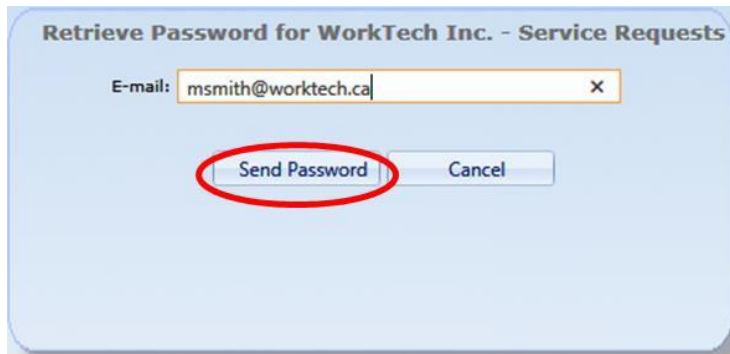 Retrieve Password for WorkTech Inc. - Service Requests
E-mail: msmith@worktech.ca ×
Send Password Cancel